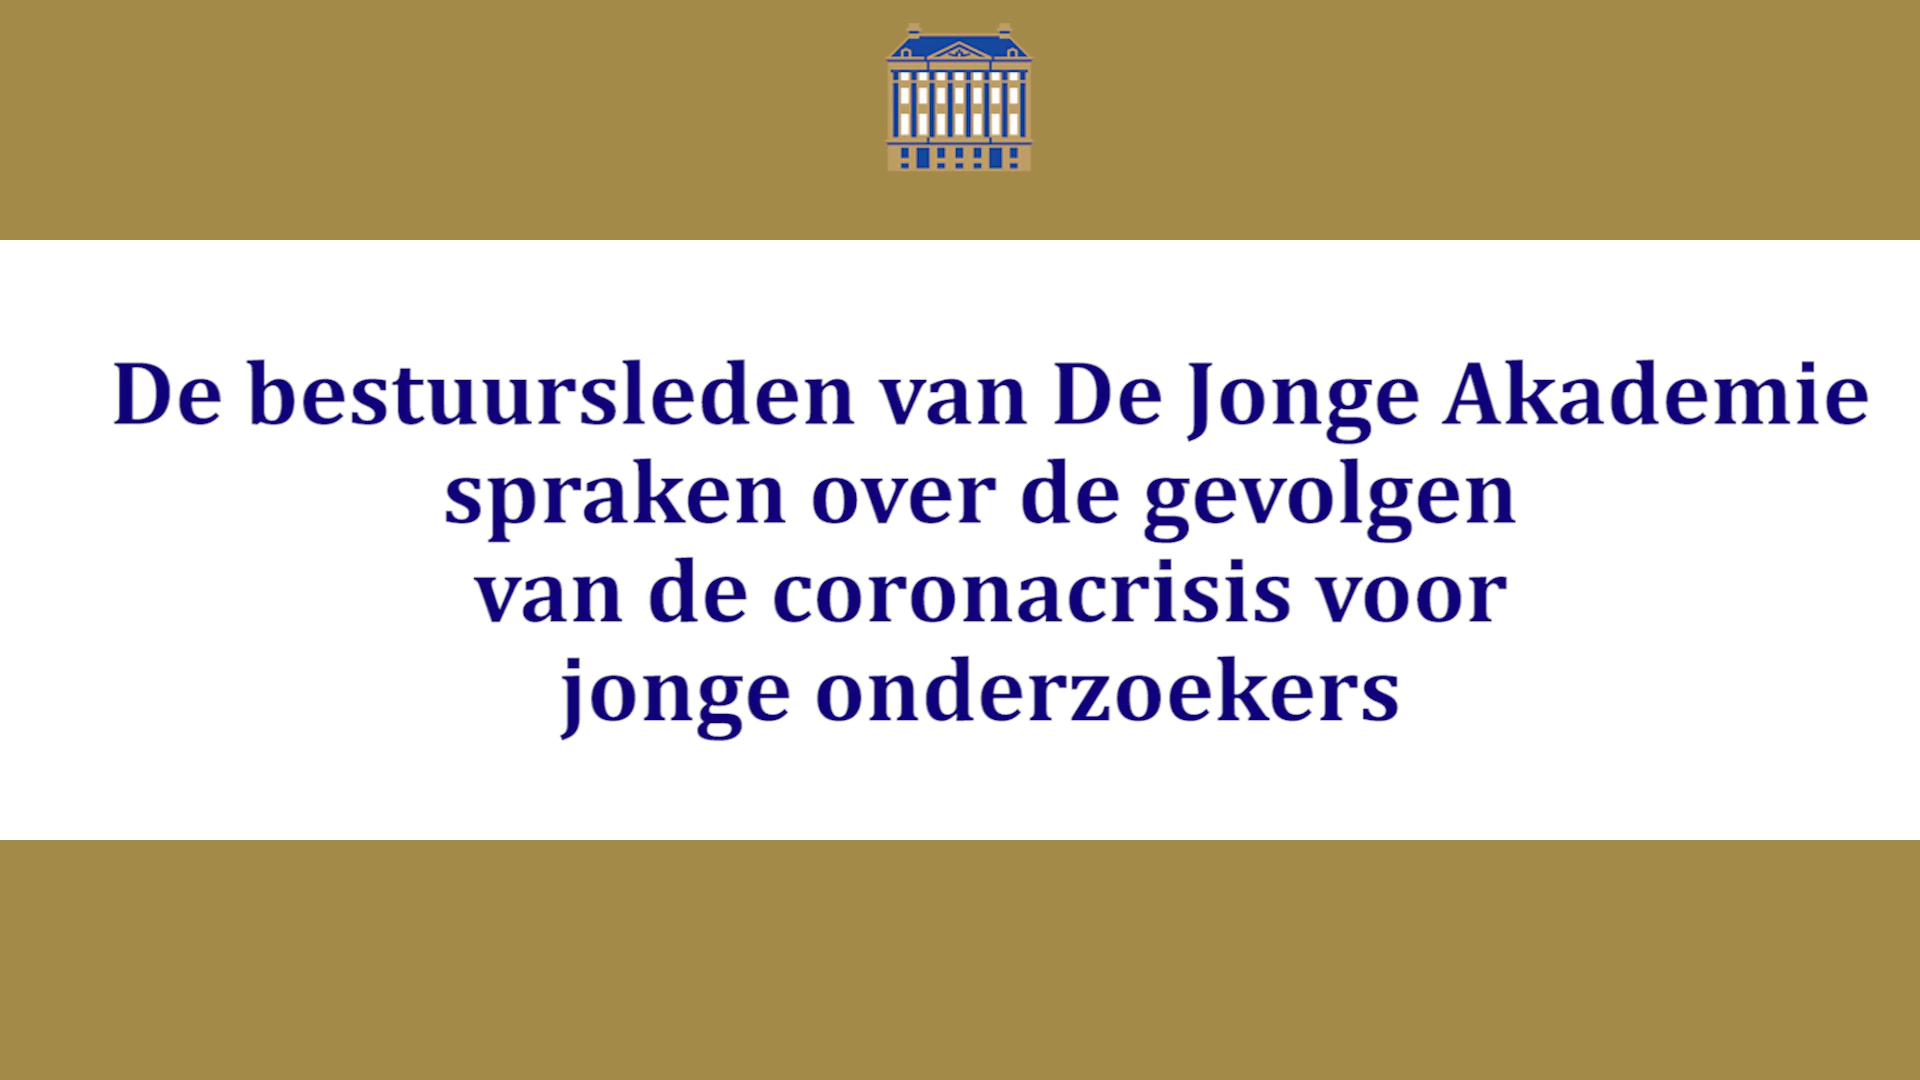 De bestuursleden van De Jonge Akademie
spraken over de gevolgen
van de coronacrisis voor
jonge onderzoekers